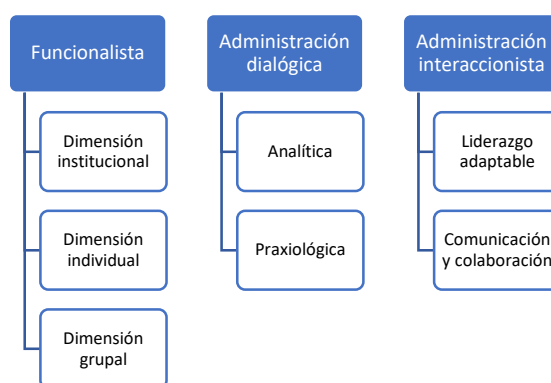 Funcionalista
Dimensión
institucional
Dimensión
individual
Dimensión
grupal
Administración
dialógica
Analítica
Praxiológica
Administración
interaccionista
Liderazgo
adaptable
Comunicación
y colaboración